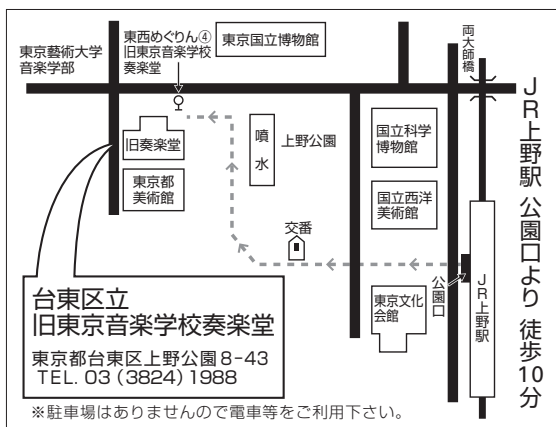 東京藝術大学
音楽学部
東西めぐりん④
旧東京音楽学校
奏楽堂
東京国立博物館
両大師橋
旧奏楽堂
東京都
美術館
噴水
上野公園
国立科学
博物館
国立西洋
美術館
交番
東京文化
会館
公園口
JR上野駅
JR上野駅 公園口より 徒歩10分
台東区立
旧東京音楽学校奏楽堂
東京都台東区上野公園8-43
TEL. 03 (3824) 1988
※駐車場はありませんので電車等をご利用下さい。